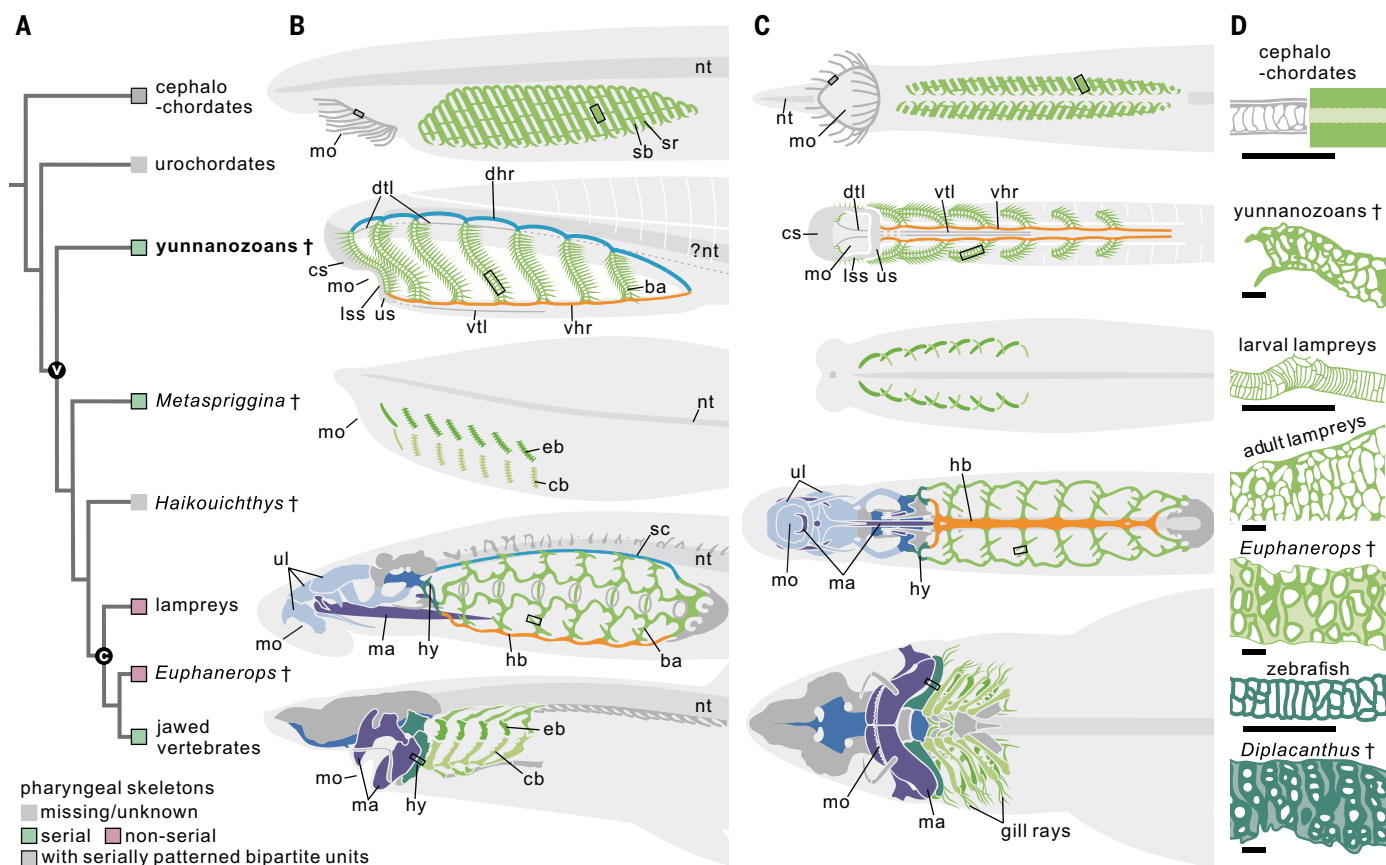 A
B
C
D
cephalo
-chordates
urochordates
yunnanozoans †
Metaspriggina †
Haikouichthys †
lampreys
Euphanerops †
jawed
vertebrates
v
c
pharyngeal skeletons
missing/unknown
serial
non-serial
with serially patterned bipartite units
nt
mo
sb
sr
dtl
dhr
?nt
cs
mo
lss
us
vtl
vhr
ba
mo
nt
eb
cb
ul
sc
nt
mo
ma
hy
hb
ba
nt
eb
mo
ma
hy
cb
nt
mo
dtl
vtl
vhr
cs
mo
lss
us
ul
hb
mo
ma
hy
mo
ma
gill rays
cephalo
-chordates
yunnanozoans †
larval lampreys
adult lampreys
Euphanerops †
zebrafish
Diplacanthus †